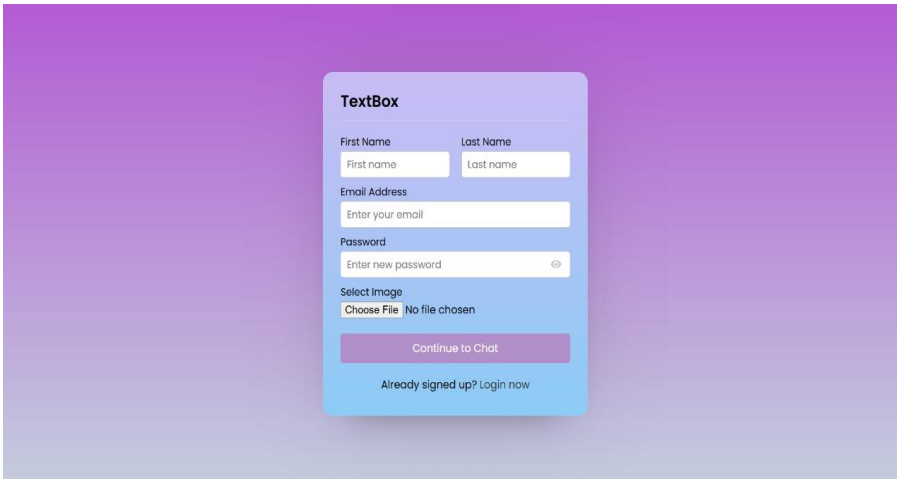 TextBox
First Name Last Name
First name Last name
Email Address
Enter your email
Password
Enter new password
Select Image
Choose File No file chosen
Continue to Chat
Already signed up? Login now